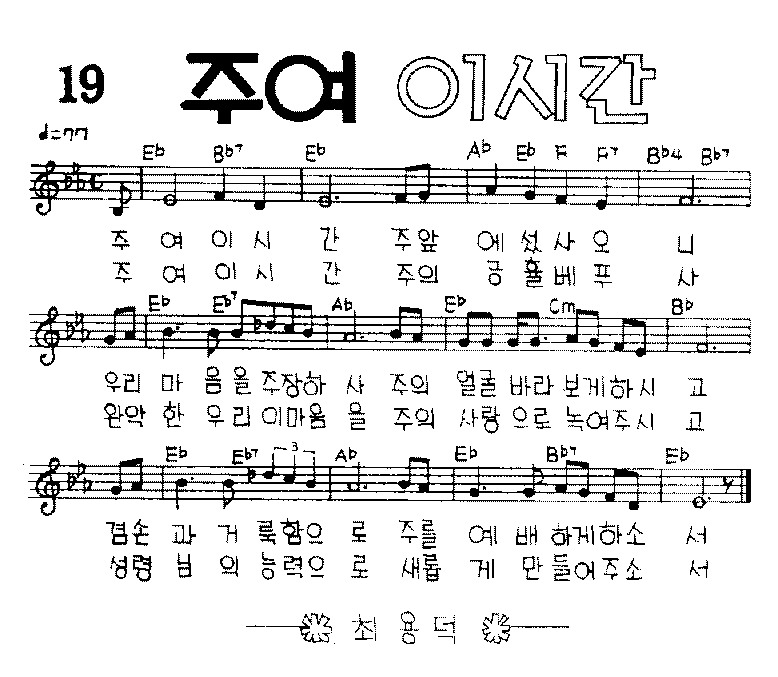 19 주여 이시간
♩=77
Eb Bb7 Eb Ab Eb F F7 Bb4 Bb7
주 여 이 시 간 주앞 에 섰 사 오 니
주 여 이 시 간 주의 긍 휼 베 푸 사
Eb Eb7 Ab Eb Cm Bb
우리 마 음을 주장하 사 주의 얼굴 바라 보게하시 고
완악 한 우리 이마음 을 주의 사랑 으로 녹여주시 고
Eb Eb7 3 Ab Eb Bb7 Eb
겸손 과 거 룩함으 로 주를 예 배 하게하소 서
성령 님 의 능력으 로 새롭 게 만 들어주소 서
최 용 덕